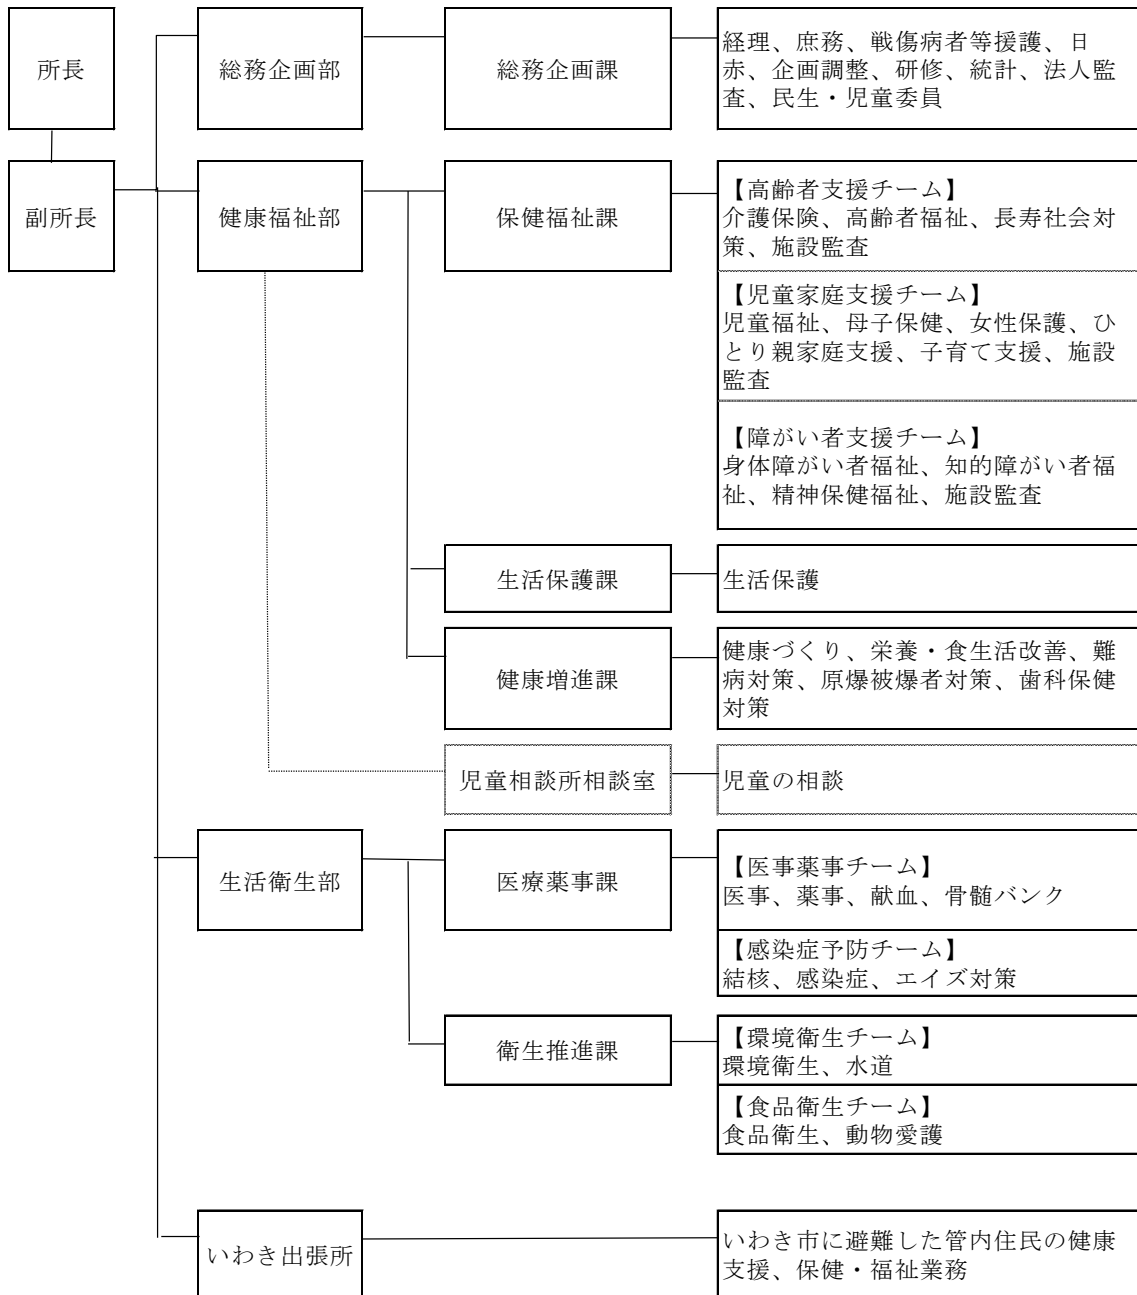 所長
総務企画部
総務企画課
経理、庶務、戦傷病者等援護、日
赤、企画調整、研修、統計、法人監
査、民生・児童委員
副所長
健康福祉部
保健福祉課
【高齢者支援チーム】
介護保険、高齢者福祉、長寿社会対
策、施設監査
【児童家庭支援チーム】
児童福祉、母子保健、女性保護、ひ
とり親家庭支援、子育て支援、施設
監査
【障がい者支援チーム】
身体障がい者福祉、知的障がい者福
祉、精神保健福祉、施設監査
生活保護課
生活保護
健康増進課
健康づくり、栄養・食生活改善、難
病対策、原爆被爆者対策、歯科保健
対策
児童相談所相談室
児童の相談
生活衛生部
医療薬事課
【医事薬事チーム】
医事、薬事、献血、骨髄バンク
【感染症予防チーム】
結核、感染症、エイズ対策
衛生推進課
【環境衛生チーム】
環境衛生、水道
【食品衛生チーム】
食品衛生、動物愛護
いわき出張所
いわき市に避難した管内住民の健康
支援、保健・福祉業務